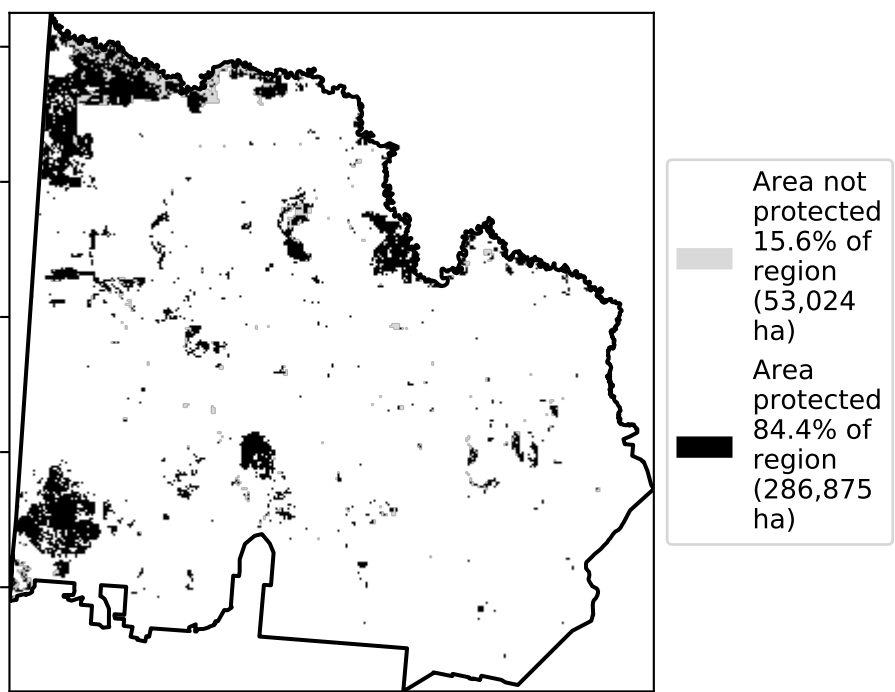 Area not
protected
15.6% of
region
(53,024
ha)
Area
protected
84.4% of
region
(286,875
ha)